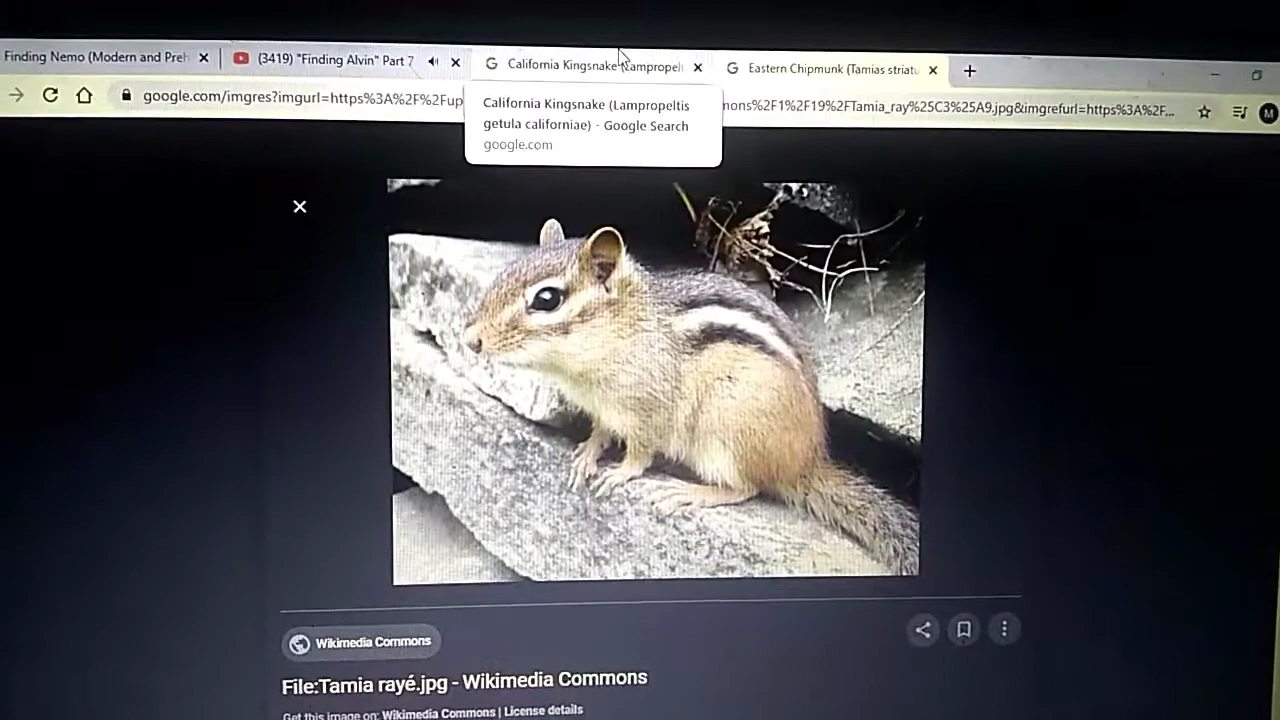 Finding Nemo (Modern and Preh
(3419) "Finding Alvin" Part 7
California Kingsnake (Lampropelt
Eastern Chipmunk (Tamias striatu
google.com/imgres?imgurl=https%3A%2F%2Fup
mons%2F1%2F19%2FTamia_ray%25C3%25A9.jpg&imgrefurl=https%3A%2F...
M
California Kingsnake (Lampropeltis
getula californiae) - Google Search
google.com
Wikimedia Commons
File:Tamia rayé.jpg - Wikimedia Commons
Get this image on: Wikimedia Commons | License details